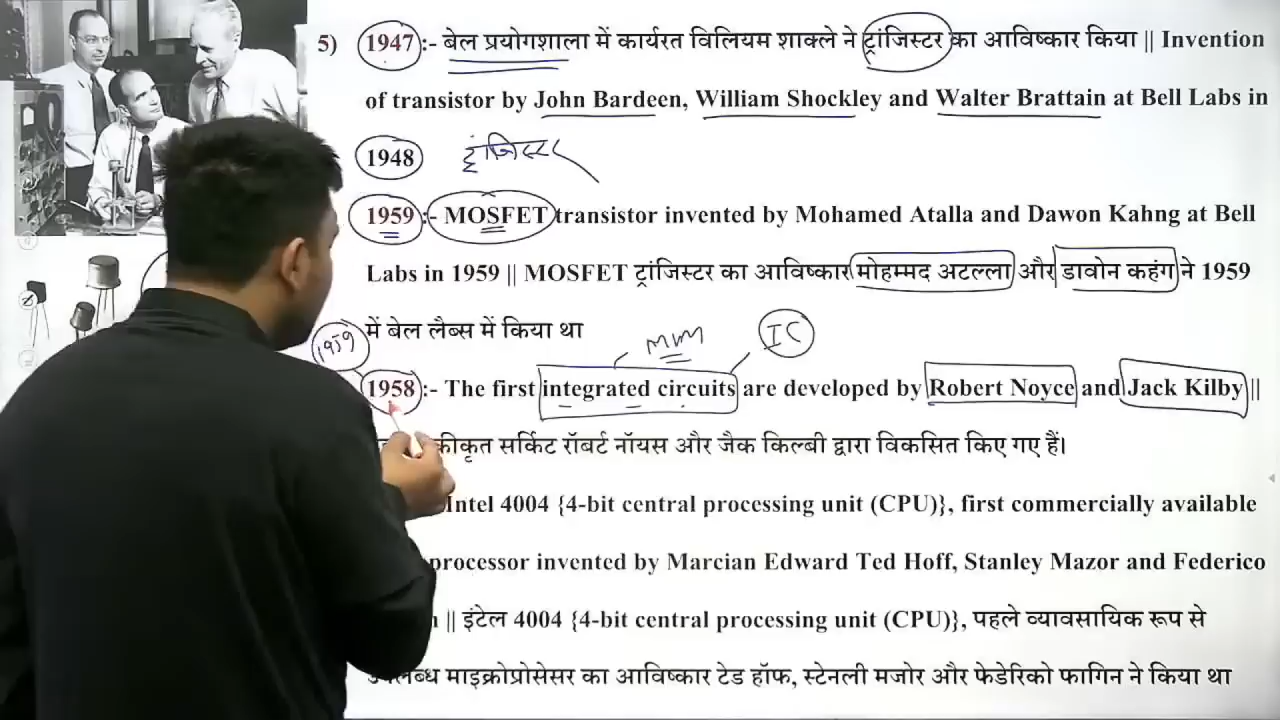 5) 1947 :- बेल प्रयोगशाला में कार्यरत विलियम शाक्ले ने ट्रांजिस्टर का आविष्कार किया || Invention
of transistor by John Bardeen, William Shockley and Walter Brattain at Bell Labs in
1948
1959 :- MOSFET transistor invented by Mohamed Atalla and Dawon Kahng at Bell
Labs in 1959 || MOSFET ट्रांजिस्टर का आविष्कार मोहम्मद अटल्ला और डावोन कहंग ने 1959
में बेल लैब्स में किया था
1959 IC
1958 :- The first integrated circuits are developed by Robert Noyce and Jack Kilby ||
सर्किट रॉबर्ट नॉयस और जैक किल्बी द्वारा विकसित किए गए हैं।
Intel 4004 {4-bit central processing unit (CPU)}, first commercially available
processor invented by Marcian Edward Ted Hoff, Stanley Mazor and Federico
|| इंटेल 4004 {4-bit central processing unit (CPU)}, पहले व्यावसायिक रूप से
माइक्रोप्रोसेसर का आविष्कार टेड हॉफ, स्टेनली मजोर और फेडेरिको फागिन ने किया था